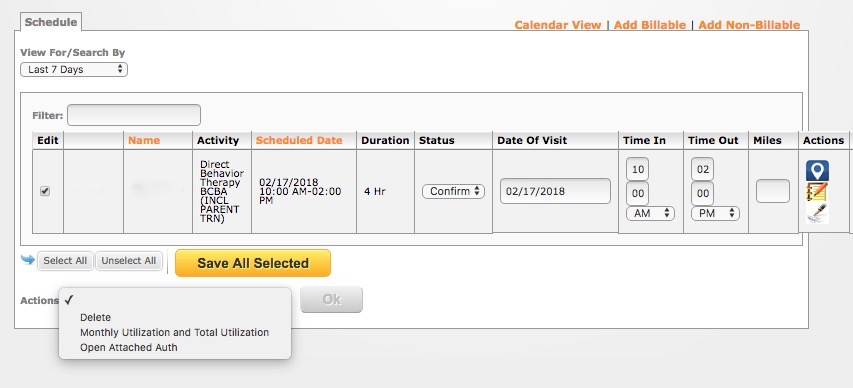 Schedule
Calendar View | Add Billable | Add Non-Billable
View For/Search By
Last 7 Days
Filter:
Edit Name Activity Scheduled Date Duration Status Date Of Visit Time In Time Out Miles Actions
Direct
Behavior
Therapy
BCBA
(INCL
PARENT
TRN)
02/17/2018
10:00 AM-02:00
PM
4 Hr
Confirm
02/17/2018
10
00
AM
02
00
PM
Select All Unselect All | Save All Selected
Actions ✓
Ok
Delete
Monthly Utilization and Total Utilization
Open Attached Auth